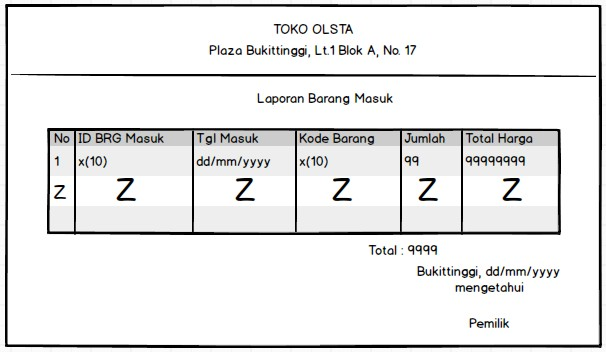 TOKO OLSTA
Plaza Bukittinggi, Lt.1 Blok A, No. 17
Laporan Barang Masuk
No ID BRG Masuk Tgl Masuk Kode Barang Jumlah Total Harga
1 x(10) dd/mm/yyyy x(10) 99 99999999
Z Z Z Z Z Z
Total : 9999
Bukittinggi, dd/mm/yyyy
mengetahui
Pemilik